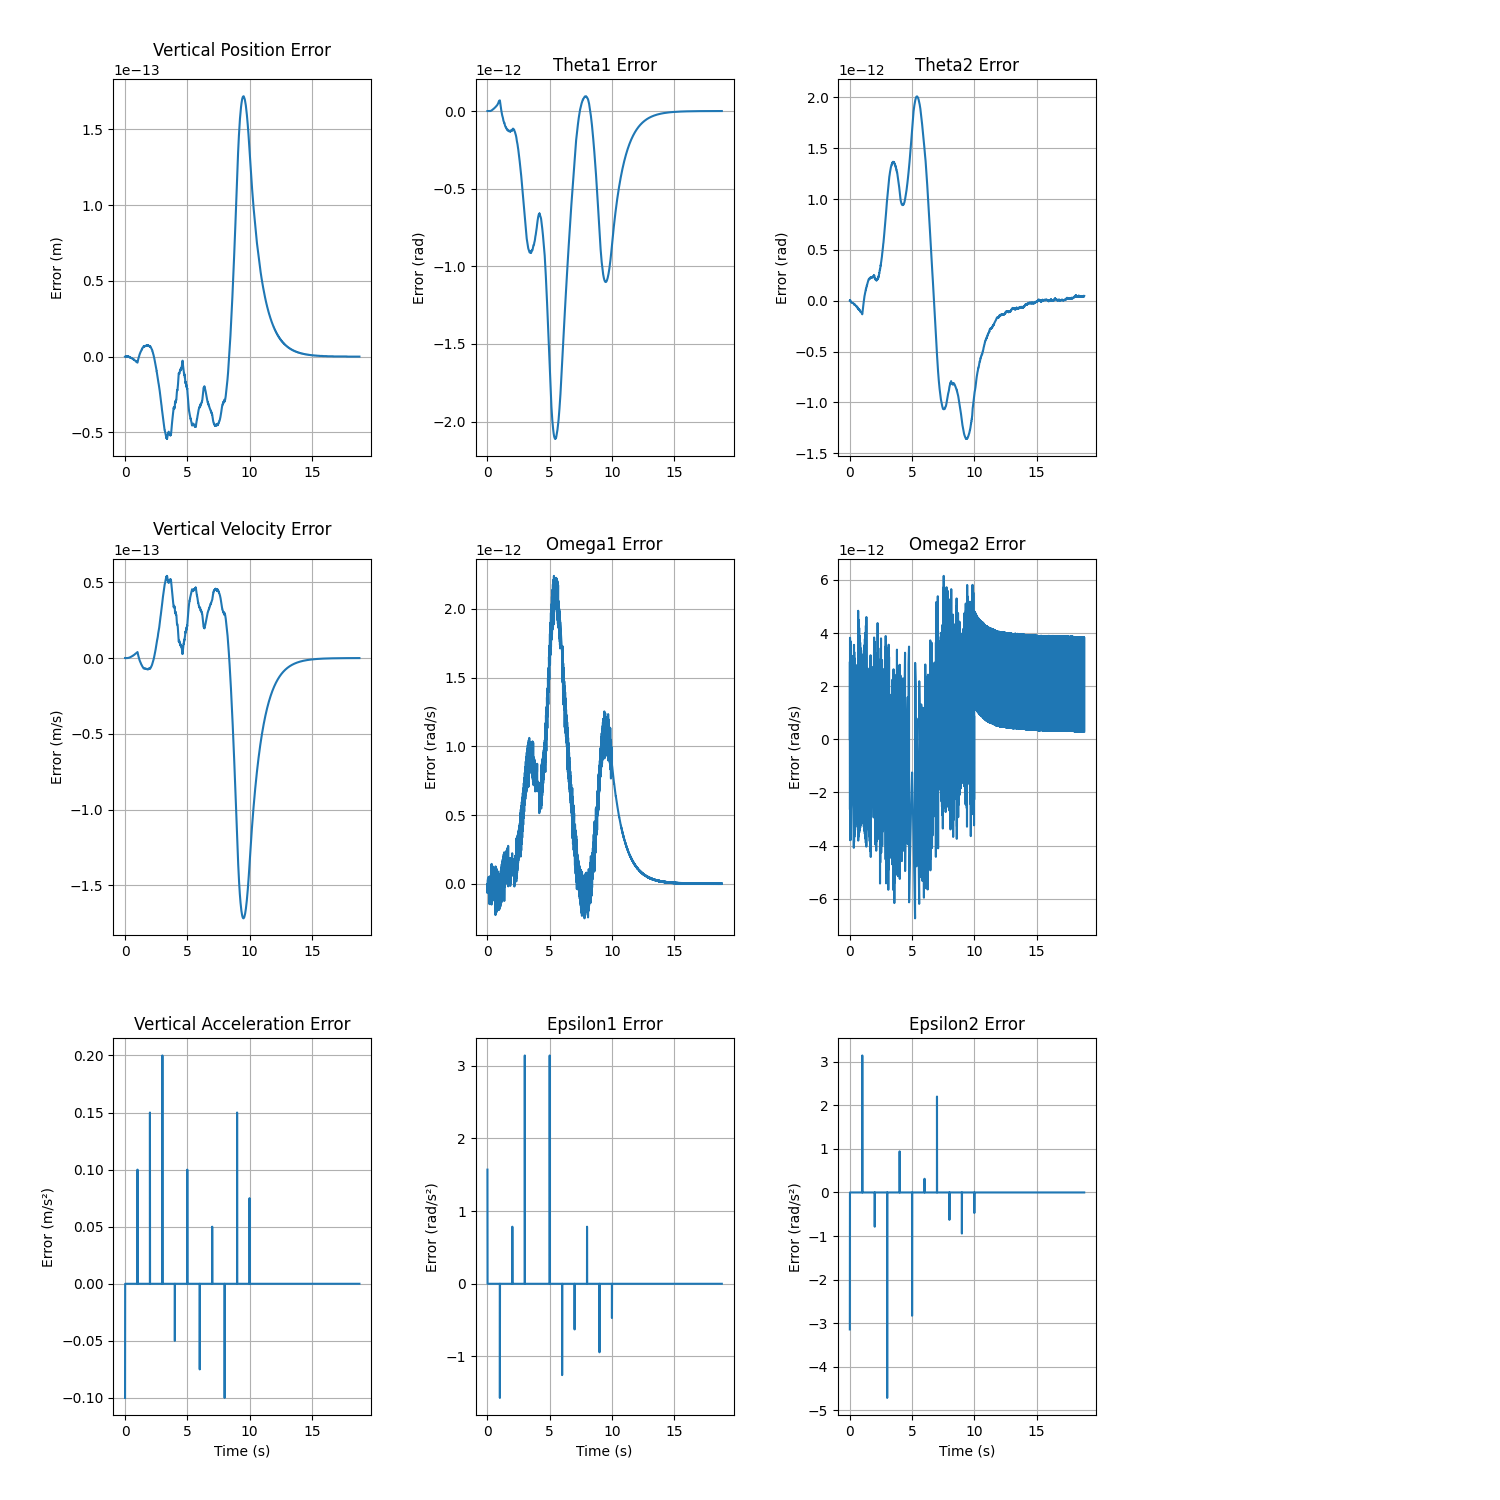 Vertical Position Error
1e−13
Error (m)
1.5
1.0
0.5
0.0
−0.5
0 5 10 15
Theta1 Error
1e−12
Error (rad)
0.0
−0.5
−1.0
−1.5
−2.0
0 5 10 15
Theta2 Error
1e−12
Error (rad)
2.0
1.5
1.0
0.5
0.0
−0.5
−1.0
−1.5
0 5 10 15
Vertical Velocity Error
1e−13
Error (m/s)
0.5
0.0
−0.5
−1.0
−1.5
0 5 10 15
Omega1 Error
1e−12
Error (rad/s)
2.0
1.5
1.0
0.5
0.0
0 5 10 15
Omega2 Error
1e−12
Error (rad/s)
6
4
2
0
−2
−4
−6
0 5 10 15
Vertical Acceleration Error
Error (m/s²)
0.20
0.15
0.10
0.05
0.00
−0.05
−0.10
0 5 10 15
Time (s)
Epsilon1 Error
Error (rad/s²)
3
2
1
0
−1
0 5 10 15
Time (s)
Epsilon2 Error
Error (rad/s²)
3
2
1
0
−1
−2
−3
−4
−5
0 5 10 15
Time (s)